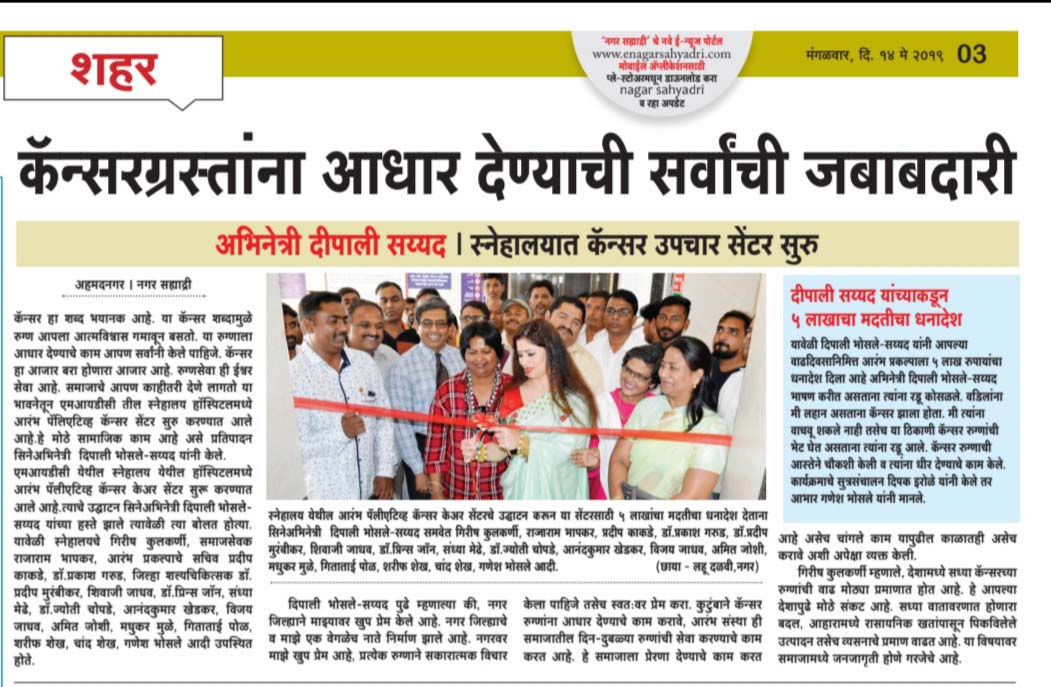 शहर
‘नगर सह्याद्री’ चे नवे ई-न्यूज पोर्टल
www.enagarsahyadri.com
मोबाईल अ‍ॅप्लीकेशनसाठी
प्ले-स्टोअरमधून डाऊनलोड करा
nagar sahyadri
व रहा अपडेट
मंगळवार, दि. १४ मे २०१९ 03
कॅन्सरग्रस्तांना आधार देण्याची सर्वांची जबाबदारी
अभिनेत्री दीपाली सय्यद । स्नेहालयात कॅन्सर उपचार सेंटर सुरु
अहमदनगर । नगर सह्याद्री
कॅन्सर हा शब्द भयानक आहे. या कॅन्सर शब्दामुळे
रुग्ण आपला आत्मविश्वास गमावून बसतो. या रुग्णाला
आधार देण्याचे काम आपण सर्वांनी केले पाहिजे. कॅन्सर
हा आजार बरा होणारा आजार आहे. रुग्णसेवा ही ईश्वर
सेवा आहे. समाजाचे आपण काहीतरी देणे लागतो या
भावनेतून एमआयडीसी तील स्नेहालय हॉस्पिटलमध्ये
आरंभ पॅलिएटिव्ह कॅन्सर सेंटर सुरु करण्यात आले
आहे.हे मोठे सामाजिक काम आहे असे प्रतिपादन
सिनेअभिनेत्री दिपाली भोसले-सय्यद यांनी केले.
एमआयडीसी येथील स्नेहालय येथील हॉस्पिटलमध्ये
आरंभ पॅलीएटिव्ह कॅन्सर केअर सेंटर सुरू करण्यात
आले आहे.त्याचे उद्घाटन सिनेअभिनेत्री दिपाली भोसले-
सय्यद यांच्या हस्ते झाले त्यावेळी त्या बोलत होत्या.
यावेळी स्नेहालयचे गिरीष कुलकर्णी, समाजसेवक
राजाराम भापकर, आरंभ प्रकल्पाचे सचिव प्रदीप
काकडे, डॉ.प्रकाश गरुड, जिल्हा शल्यचिकित्सक डॉ.
प्रदीप मुरंबीकर, शिवाजी जाधव, डॉ.प्रिन्स जॉन, संध्या
मेढे, डॉ.ज्योती चोपडे, आनंदकुमार खेडकर, विजय
जाधव, अमित जोशी, मधुकर मुळे, गिताताई पोळ,
शरीफ शेख, चांद शेख, गणेश भोसले आदी उपस्थित
होते.
स्नेहालय येथील आरंभ पॅलीएटिव्ह कॅन्सर केअर सेंटरचे उद्घाटन करून या सेंटरसाठी ५ लाखांचा मदतीचा धनादेश देताना
सिनेअभिनेत्री दिपाली भोसले-सय्यद समवेत गिरीष कुलकर्णी, राजाराम भापकर, प्रदीप काकडे, डॉ.प्रकाश गरुड, डॉ.प्रदीप
मुरंबीकर, शिवाजी जाधव, डॉ.प्रिन्स जॉन, संध्या मेढे, डॉ.ज्योती चोपडे, आनंदकुमार खेडकर, विजय जाधव, अमित जोशी,
मधुकर मुळे, गिताताई पोळ, शरीफ शेख, चांद शेख, गणेश भोसले आदी. (छाया - लहू दळवी,नगर)
दिपाली भोसले-सय्यद पुढे म्हणाल्या की, नगर
जिल्ह्याने माझ्यावर खुप प्रेम केले आहे. नगर जिल्ह्याचे
व माझे एक वेगळेच नाते निर्माण झाले आहे. नगरवर
माझे खुप प्रेम आहे, प्रत्येक रुग्णाने सकारात्मक विचार
केला पाहिजे तसेच स्वतःवर प्रेम करा. कुटुंबाने कॅन्सर
रुग्णांना आधार देण्याचे काम करावे, आरंभ संस्था ही
समाजातील दिन-दुबळ्या रुग्णांची सेवा करण्याचे काम
करत आहे. हे समाजाला प्रेरणा देण्याचे काम करत
दीपाली सय्यद यांच्याकडून
५ लाखाचा मदतीचा धनादेश
यावेळी दिपाली भोसले-सय्यद यांनी आपल्या
वाढदिवसानिमित आरंभ प्रकल्पाला ५ लाख रुपायांचा
धनादेश दिला आहे अभिनेत्री दिपाली भोसले-सय्यद
भाषण करीत असताना त्यांना रडू कोसळले. वडिलांना
मी लहान असताना कॅन्सर झाला होता. मी त्यांना
वाचवू शकले नाही तसेच या ठिकाणी कॅन्सर रुग्णांची
भेट घेत असताना त्यांना रडू आले. कॅन्सर रुग्णाची
आस्तेने चौकशी केली व त्यांना धीर देण्याचे काम केले.
कार्यक्रमाचे सुत्रसंचालन दिपक इरोळे यांनी केले तर
आभार गणेश भोसले यांनी मानले.
आहे असेच चांगले काम यापुढील काळातही असेच
करावे अशी अपेक्षा व्यक्त केली.
गिरीष कुलकर्णी म्हणाले, देशामध्ये सध्या कॅन्सरच्या
रुग्णांची वाढ मोठ्या प्रमाणात होत आहे. हे आपल्या
देशापुढे मोठे संकट आहे. सध्या वातावरणात होणारा
बदल, आहारामध्ये रासायनिक खतांपासून पिकविलेले
उत्पादन तसेच व्यसनाचे प्रमाण वाढत आहे. या विषयावर
समाजामध्ये जनजागृती होणे गरजेचे आहे.